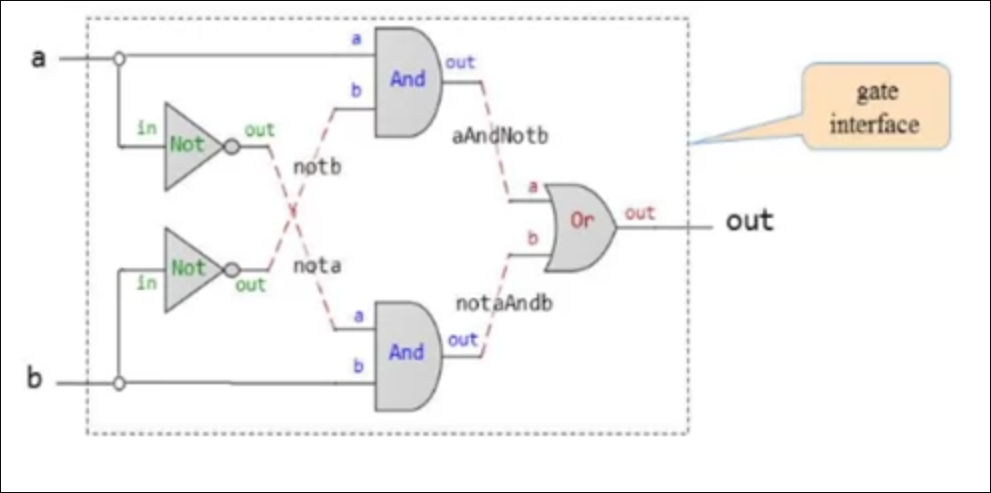 a
a
And
out
b
in
Not
out
notb
aAndNotb
gate
interface
a
Or
out
out
b
in
Not
out
nota
notaAndb
a
And
out
b
b